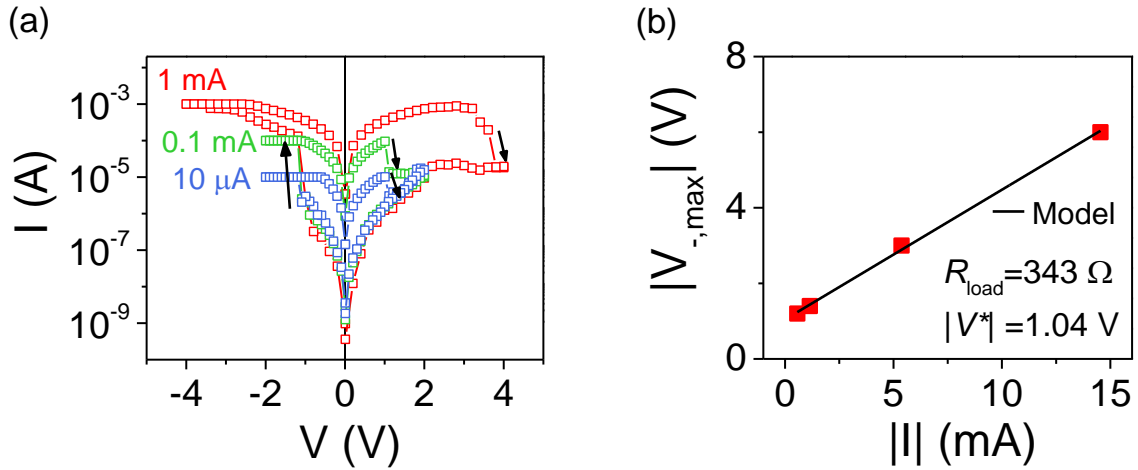 (a)
I (A)
10⁻³
10⁻⁵
10⁻⁷
10⁻⁹
1 mA
0.1 mA
10 μA
-4
-2
0
2
4
V (V)
(b)
|V-,max| (V)
8
4
0
Model
Rload=343 Ω
|V*| =1.04 V
0
5
10
15
|I| (mA)